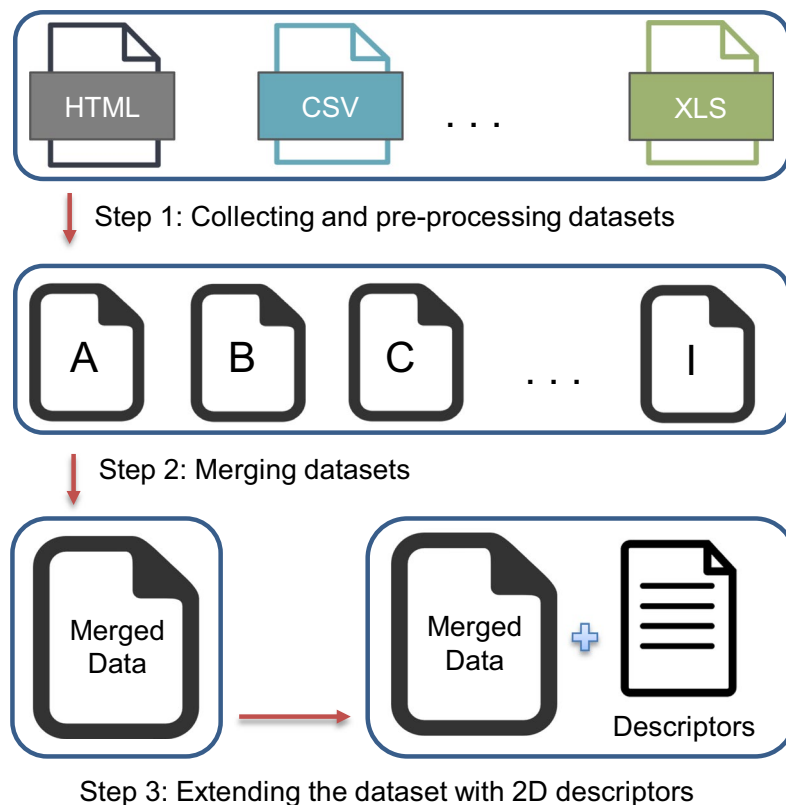 HTML
CSV
. . .
XLS
Step 1: Collecting and pre-processing datasets
A
B
C
. . .
I
Step 2: Merging datasets
Merged
Data
Merged
Data
Descriptors
Step 3: Extending the dataset with 2D descriptors